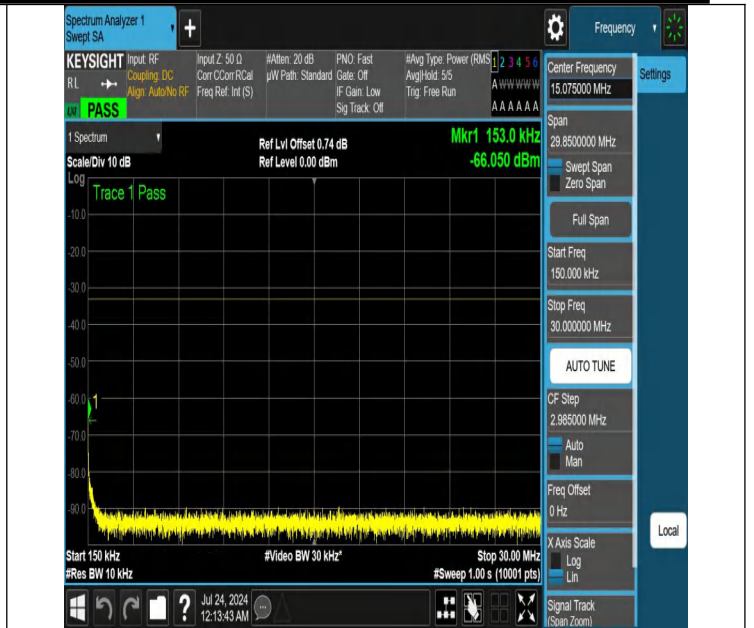 Spectrum Analyzer 1
Swept SA
Frequency
KEYSIGHT
RL
PASS
Input: RF
Coupling: DC
Align: Auto/No RF
Input Z: 50 Ω
Corr CCorr RCal
Freq Ref: Int (S)
#Atten: 20 dB
µW Path: Standard
PNO: Fast
Gate: Off
IF Gain: Low
Sig Track: Off
#Avg Type: Power (RMS
Avg|Hold: 5/5
Trig: Free Run
1 2 3 4 5 6
A W W W W W
A A A A A A
1 Spectrum
Scale/Div 10 dB
Ref Lvl Offset 0.74 dB
Ref Level 0.00 dBm
Mkr1 153.0 kHz
-66.050 dBm
Log
Trace 1 Pass
-10.0
-20.0
-30.0
-40.0
-50.0
-60.0
1
-70.0
-80.0
-90.0
Start 150 kHz
#Res BW 10 kHz
#Video BW 30 kHz*
Stop 30.00 MHz
#Sweep 1.00 s (10001 pts)
?
Jul 24, 2024
12:13:43 AM
Center Frequency
15.075000 MHz
Settings
Span
29.8500000 MHz
Swept Span
Zero Span
Full Span
Start Freq
150.000 kHz
Stop Freq
30.000000 MHz
AUTO TUNE
CF Step
2.985000 MHz
Auto
Man
Freq Offset
0 Hz
X Axis Scale
Log
Lin
Local
Signal Track
(Span Zoom)